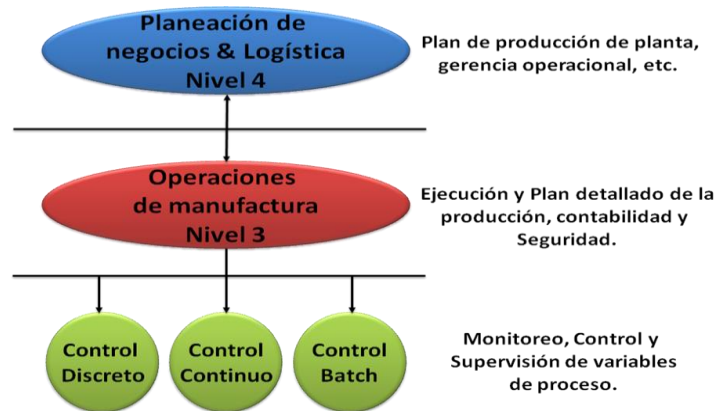 Planeación de
negocios & Logística
Nivel 4
Plan de producción de planta,
gerencia operacional, etc.
Operaciones
de manufactura
Nivel 3
Ejecución y Plan detallado de la
producción, contabilidad y
Seguridad.
Control
Discreto
Control
Continuo
Control
Batch
Monitoreo, Control y
Supervisión de variables
de proceso.